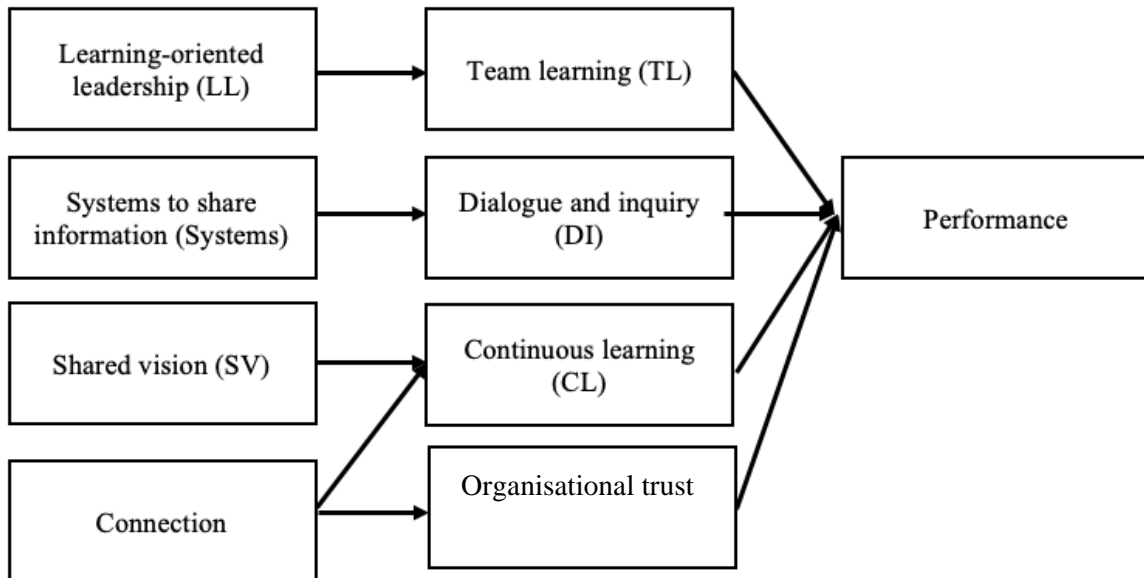 Learning-oriented
leadership (LL)
Team learning (TL)
Systems to share
information (Systems)
Dialogue and inquiry
(DI)
Performance
Shared vision (SV)
Continuous learning
(CL)
Connection
Organisational trust